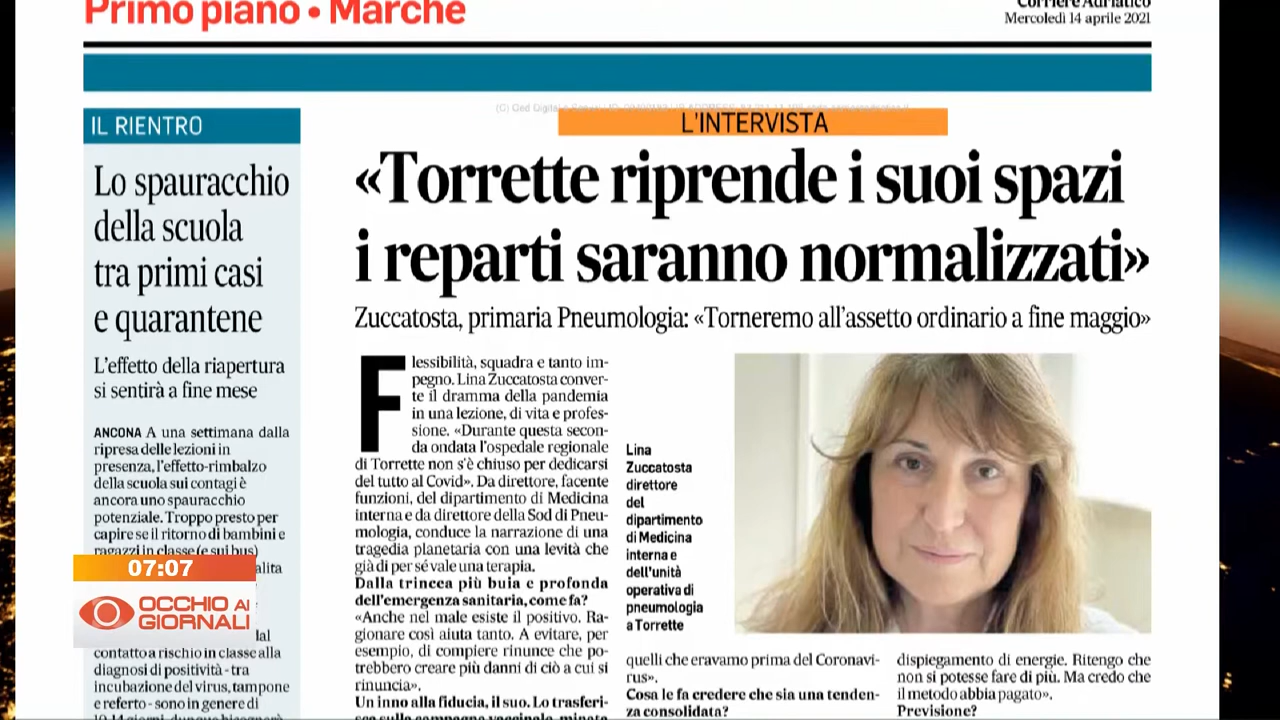 Primo piano • Marche
Corriere Adriatico
Mercoledì 14 aprile 2021
IL RIENTRO
Lo spauracchio
della scuola
tra primi casi
e quarantene
L'effetto della riapertura
si sentirà a fine mese
ANCONA A una settimana dalla
ripresa delle lezioni in
presenza, l'effetto-rimbalzo
della scuola sui contagi è
ancora uno spauracchio
potenziale. Troppo presto per
capire se il ritorno di bambini e
ragazzi in classe (e sui bus)
alita
dal
contatto a rischio in classe alla
diagnosi di positività - tra
incubazione del virus, tampone
e referto - sono in genere di
L'INTERVISTA
«Torrette riprende i suoi spazi
i reparti saranno normalizzati»
Zuccatosta, primaria Pneumologia: «Torneremo all'assetto ordinario a fine maggio»
Flessibilità, squadra e tanto im-
pegno. Lina Zuccatosta conver-
te il dramma della pandemia
in una lezione, di vita e profes-
sione. «Durante questa secon-
da ondata l'ospedale regionale
di Torrette non s'è chiuso per dedicarsi
del tutto al Covid». Da direttore, facente
funzioni, del dipartimento di Medicina
interna e da direttore della Sod di Pneu-
mologia, conduce la narrazione di una
tragedia planetaria con una levità che
già di per sé vale una terapia.
Dalla trincea più buia e profonda
dell'emergenza sanitaria, come fa?
«Anche nel male esiste il positivo. Ra-
gionare così aiuta tanto. A evitare, per
esempio, di compiere rinunce che po-
trebbero creare più danni di ciò a cui si
rinuncia».
Un inno alla fiducia, il suo. Lo trasferi-
sce sulla campagna vaccinale, minata
Lina
Zuccatosta
direttore
del
dipartimento
di Medicina
interna e
dell'unità
operativa di
pneumologia
a Torrette
quelli che eravamo prima del Coronavi-
rus».
Cosa le fa credere che sia una tenden-
za consolidata?
dispiegamento di energie. Ritengo che
non si potesse fare di più. Ma credo che
il metodo abbia pagato».
Previsione?
07:07
OCCHIO AI
GIORNALI